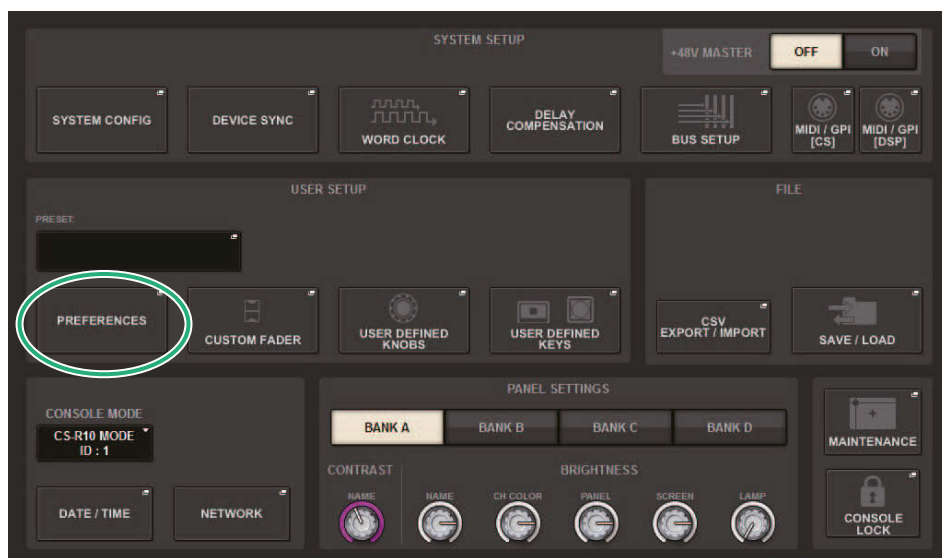 SYSTEM SETUP
+48V MASTER
OFF
ON
SYSTEM CONFIG
DEVICE SYNC
WORD CLOCK
DELAY
COMPENSATION
BUS SETUP
MIDI / GPI
[CS]
MIDI / GPI
[DSP]
USER SETUP
FILE
PRESET
PREFERENCES
CUSTOM FADER
USER DEFINED
KNOBS
USER DEFINED
KEYS
CSV
EXPORT / IMPORT
SAVE / LOAD
PANEL SETTINGS
CONSOLE MODE
CS-R10 MODE
ID : 1
BANK A
BANK B
BANK C
BANK D
MAINTENANCE
CONTRAST
BRIGHTNESS
NAME
NAME
CH COLOR
PANEL
SCREEN
LAMP
DATE / TIME
NETWORK
CONSOLE
LOCK